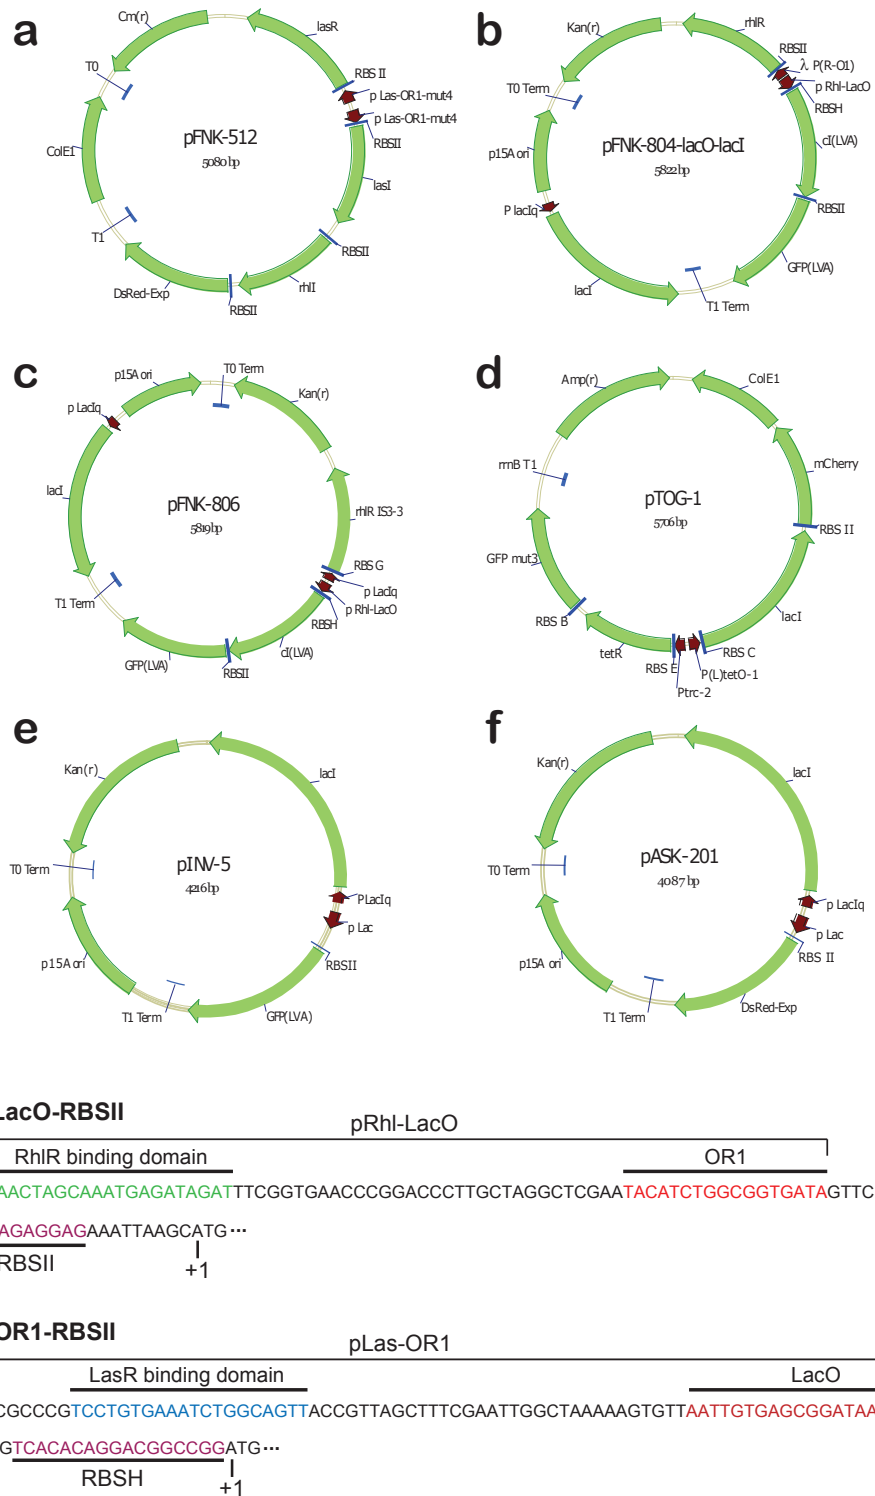 a
Cm(r)
lasR
T0
RBS II
p Las-OR1-mut4
p Las-OR1-mut4
RBSII
ColE1
pFNK-512
5080 bp
lasI
T1
RBSII
DsRed-Exp
RBSII
rhlI
b
Kan(r)
rhlR
RBSII
λ P(R-O1)
p Rhl-LacO
RBSH
T0 Term
p15A ori
pFNK-804-lacO-lacI
5822 bp
cI(LVA)
P lacIq
RBSII
GFP(LVA)
lacI
T1 Term
c
p15A ori
T0 Term
p LacIq
Kan(r)
lacI
pFNK-806
5819 bp
rhlR IS3-3
RBS G
p LacIq
p Rhl-LacO
RBSH
T1 Term
GFP(LVA)
RBSII
cI(LVA)
d
Amp(r)
ColE1
rrnB T1
mCherry
pTOG-1
5706 bp
RBS II
GFP mut3
RBS B
lacI
tetR
RBS E
RBS C
P(L)tetO-1
Ptrc-2
e
Kan(r)
lacI
pINV-5
4216 bp
T0 Term
PLacIq
p Lac
RBSII
p15A ori
T1 Term
GFP(LVA)
f
Kan(r)
lacI
pASK-201
4087 bp
T0 Term
p LacIq
p Lac
RBS II
p15A ori
T1 Term
DsRed-Exp
LacO-RBSII
pRhl-LacO
RhlR binding domain OR1
AACTAGCAAATGAGATAGATTTCGGTGAACCCGGACCCTTGCTAGGCTCGAATACATCTGGCGGTGATAGTTC
AGAGGAGAAATTAAGCATG...
RBSII
+1
OR1-RBSII
pLas-OR1
LasR binding domain LacO
CGCCCGTCCTGTGAAATCTGGCAGTTACCGTTAGCTTTCGAATTGGCTAAAAAGTGTTAATTGTGAGCGGATAA
GTCACACAGGACGGCCGGATG...
RBSH
+1